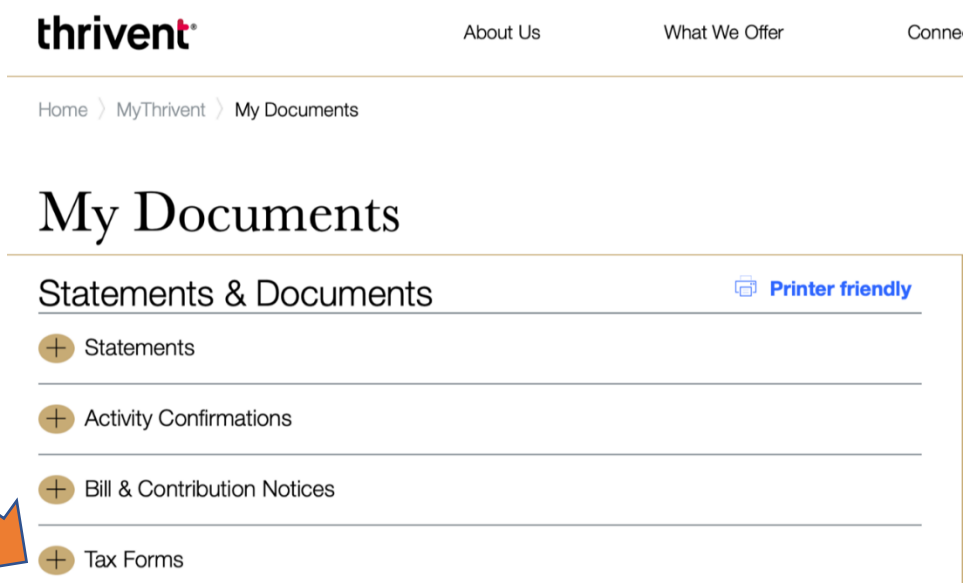 thrivent®
About Us What We Offer Conne
Home 〉 MyThrivent 〉 My Documents
My Documents
Statements & Documents Printer friendly
Statements
Activity Confirmations
Bill & Contribution Notices
Tax Forms